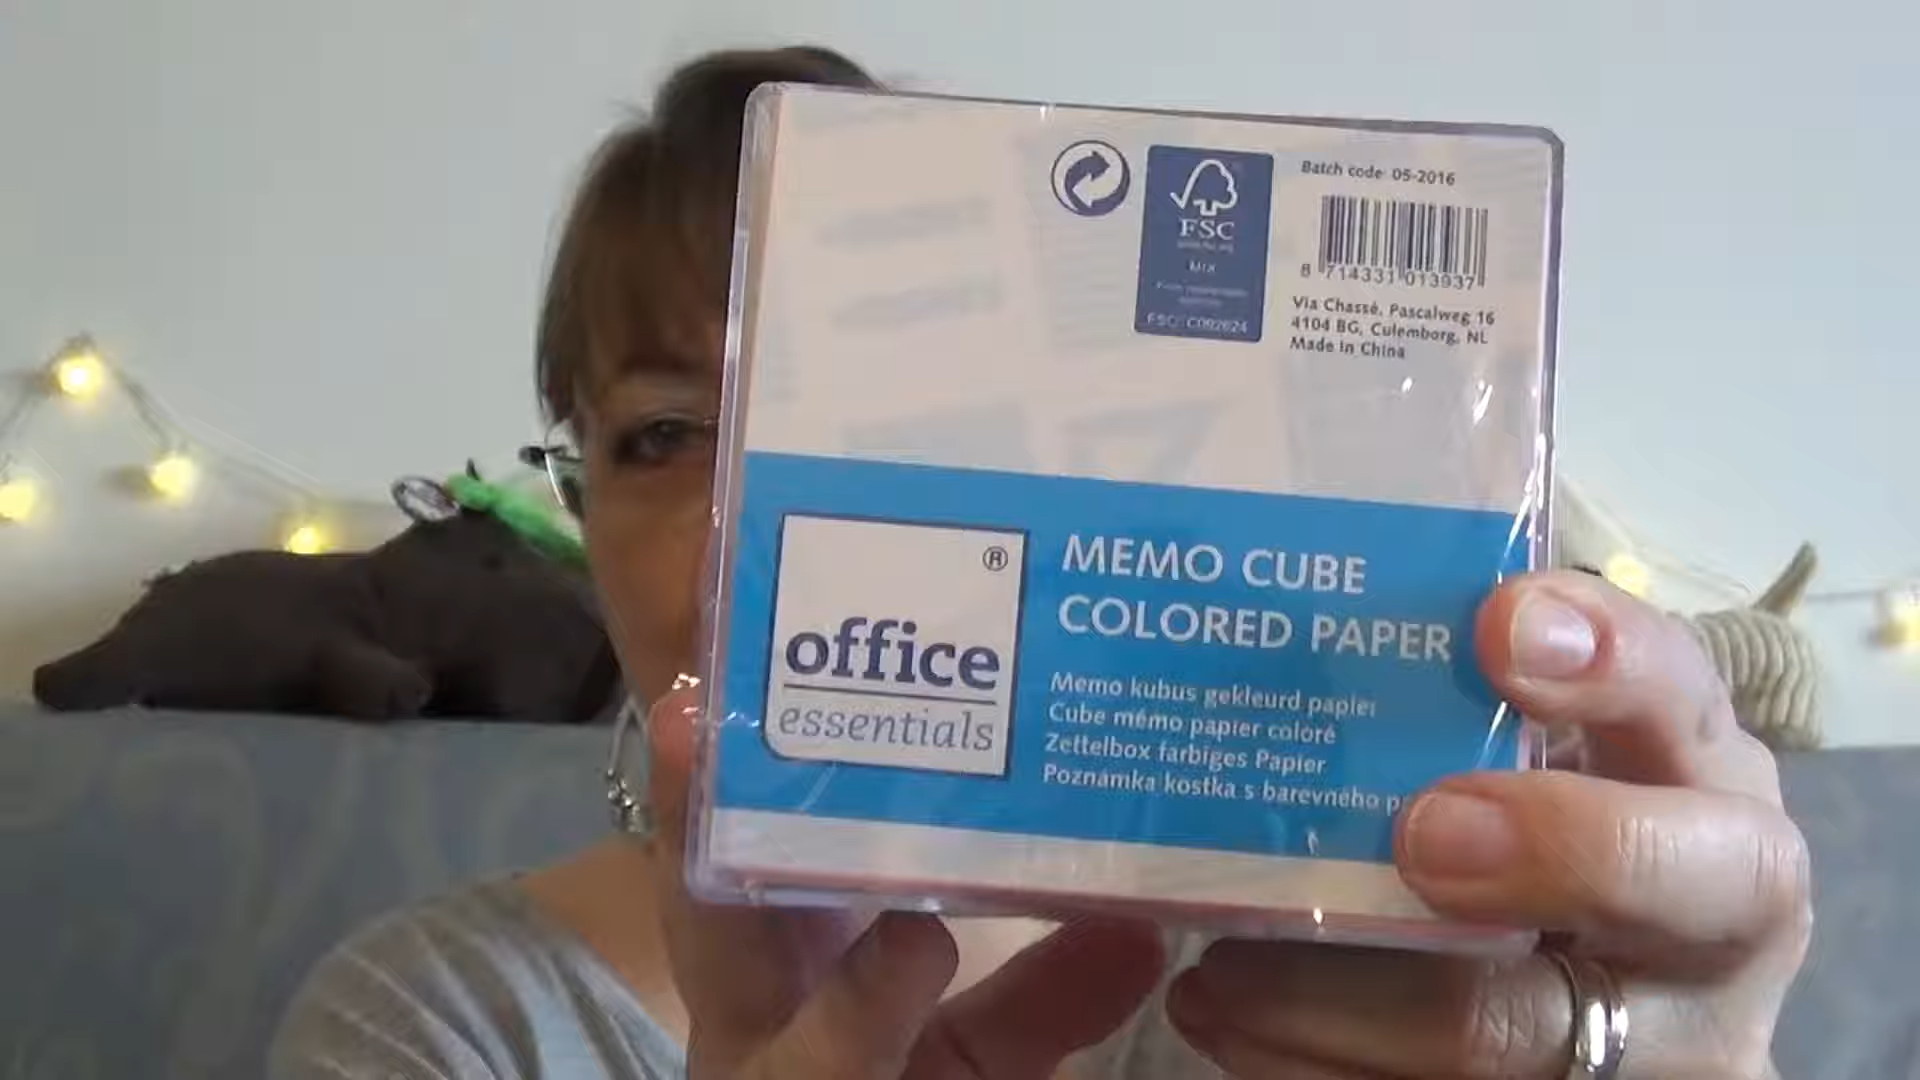 FSC
MIX
FSC® C092624
Batch code: 05-2016
8 714331 013937
Via Chassé, Pascalweg 16
4104 BG, Culemborg, NL
Made in China
®
office
essentials
MEMO CUBE
COLORED PAPER
Memo kubus gekleurd papier
Cube mémo papier coloré
Zettelbox farbiges Papier
Poznámka kostka s barevného